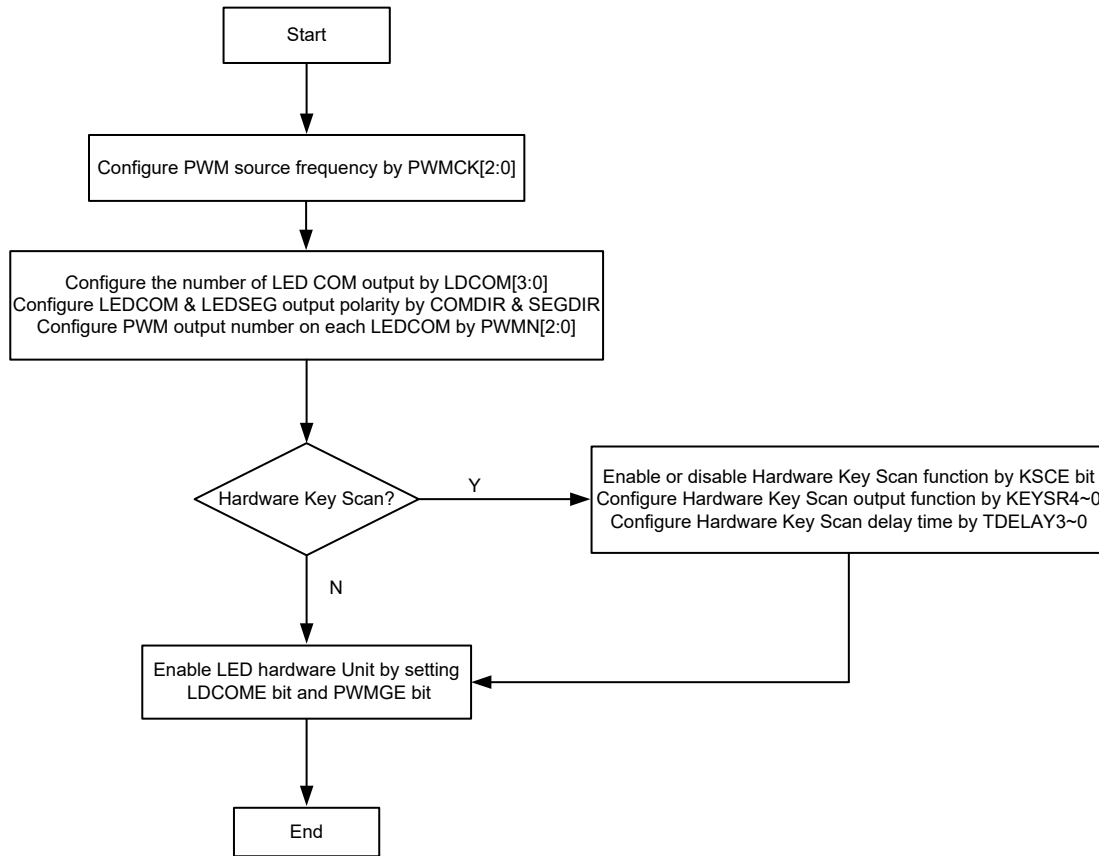 Start
Configure PWM source frequency by PWMCK[2:0]
Configure the number of LED COM output by LDCOM[3:0]
Configure LEDCOM & LEDSEG output polarity by COMDIR & SEGDIR
Configure PWM output number on each LEDCOM by PWMN[2:0]
Hardware Key Scan?
Y
Enable or disable Hardware Key Scan function by KSCE bit
Configure Hardware Key Scan output function by KEYSR4~0
Configure Hardware Key Scan delay time by TDELAY3~0
N
Enable LED hardware Unit by setting
LDCOME bit and PWMGE bit
End